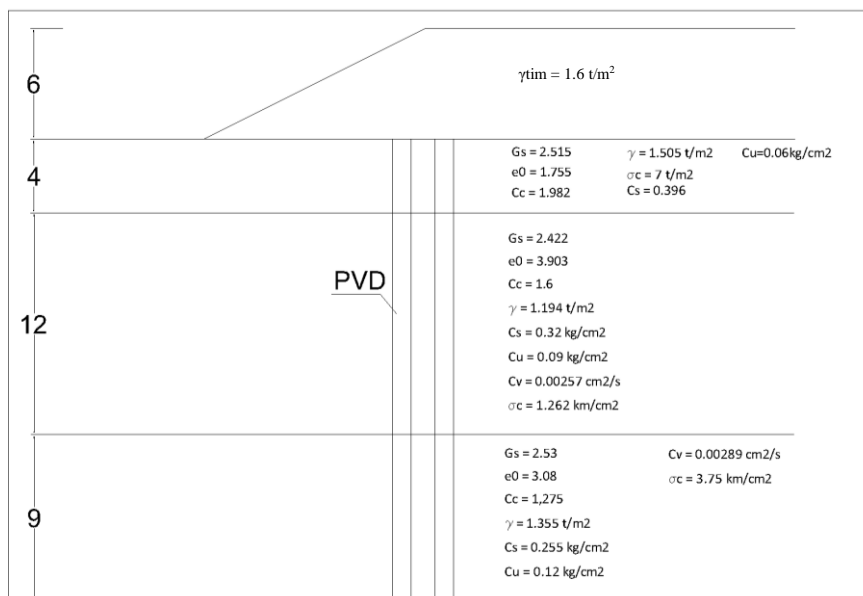 6
γtim = 1.6 t/m²
4
Gs = 2.515
γ = 1.505 t/m2
Cu=0.06kg/cm2
e0 = 1.755
σc = 7 t/m2
Cc = 1.982
Cs = 0.396
12
PVD
Gs = 2.422
e0 = 3.903
Cc = 1.6
γ = 1.194 t/m2
Cs = 0.32 kg/cm2
Cu = 0.09 kg/cm2
Cv = 0.00257 cm2/s
σc = 1.262 km/cm2
9
Gs = 2.53
Cv = 0.00289 cm2/s
e0 = 3.08
σc = 3.75 km/cm2
Cc = 1,275
γ = 1.355 t/m2
Cs = 0.255 kg/cm2
Cu = 0.12 kg/cm2